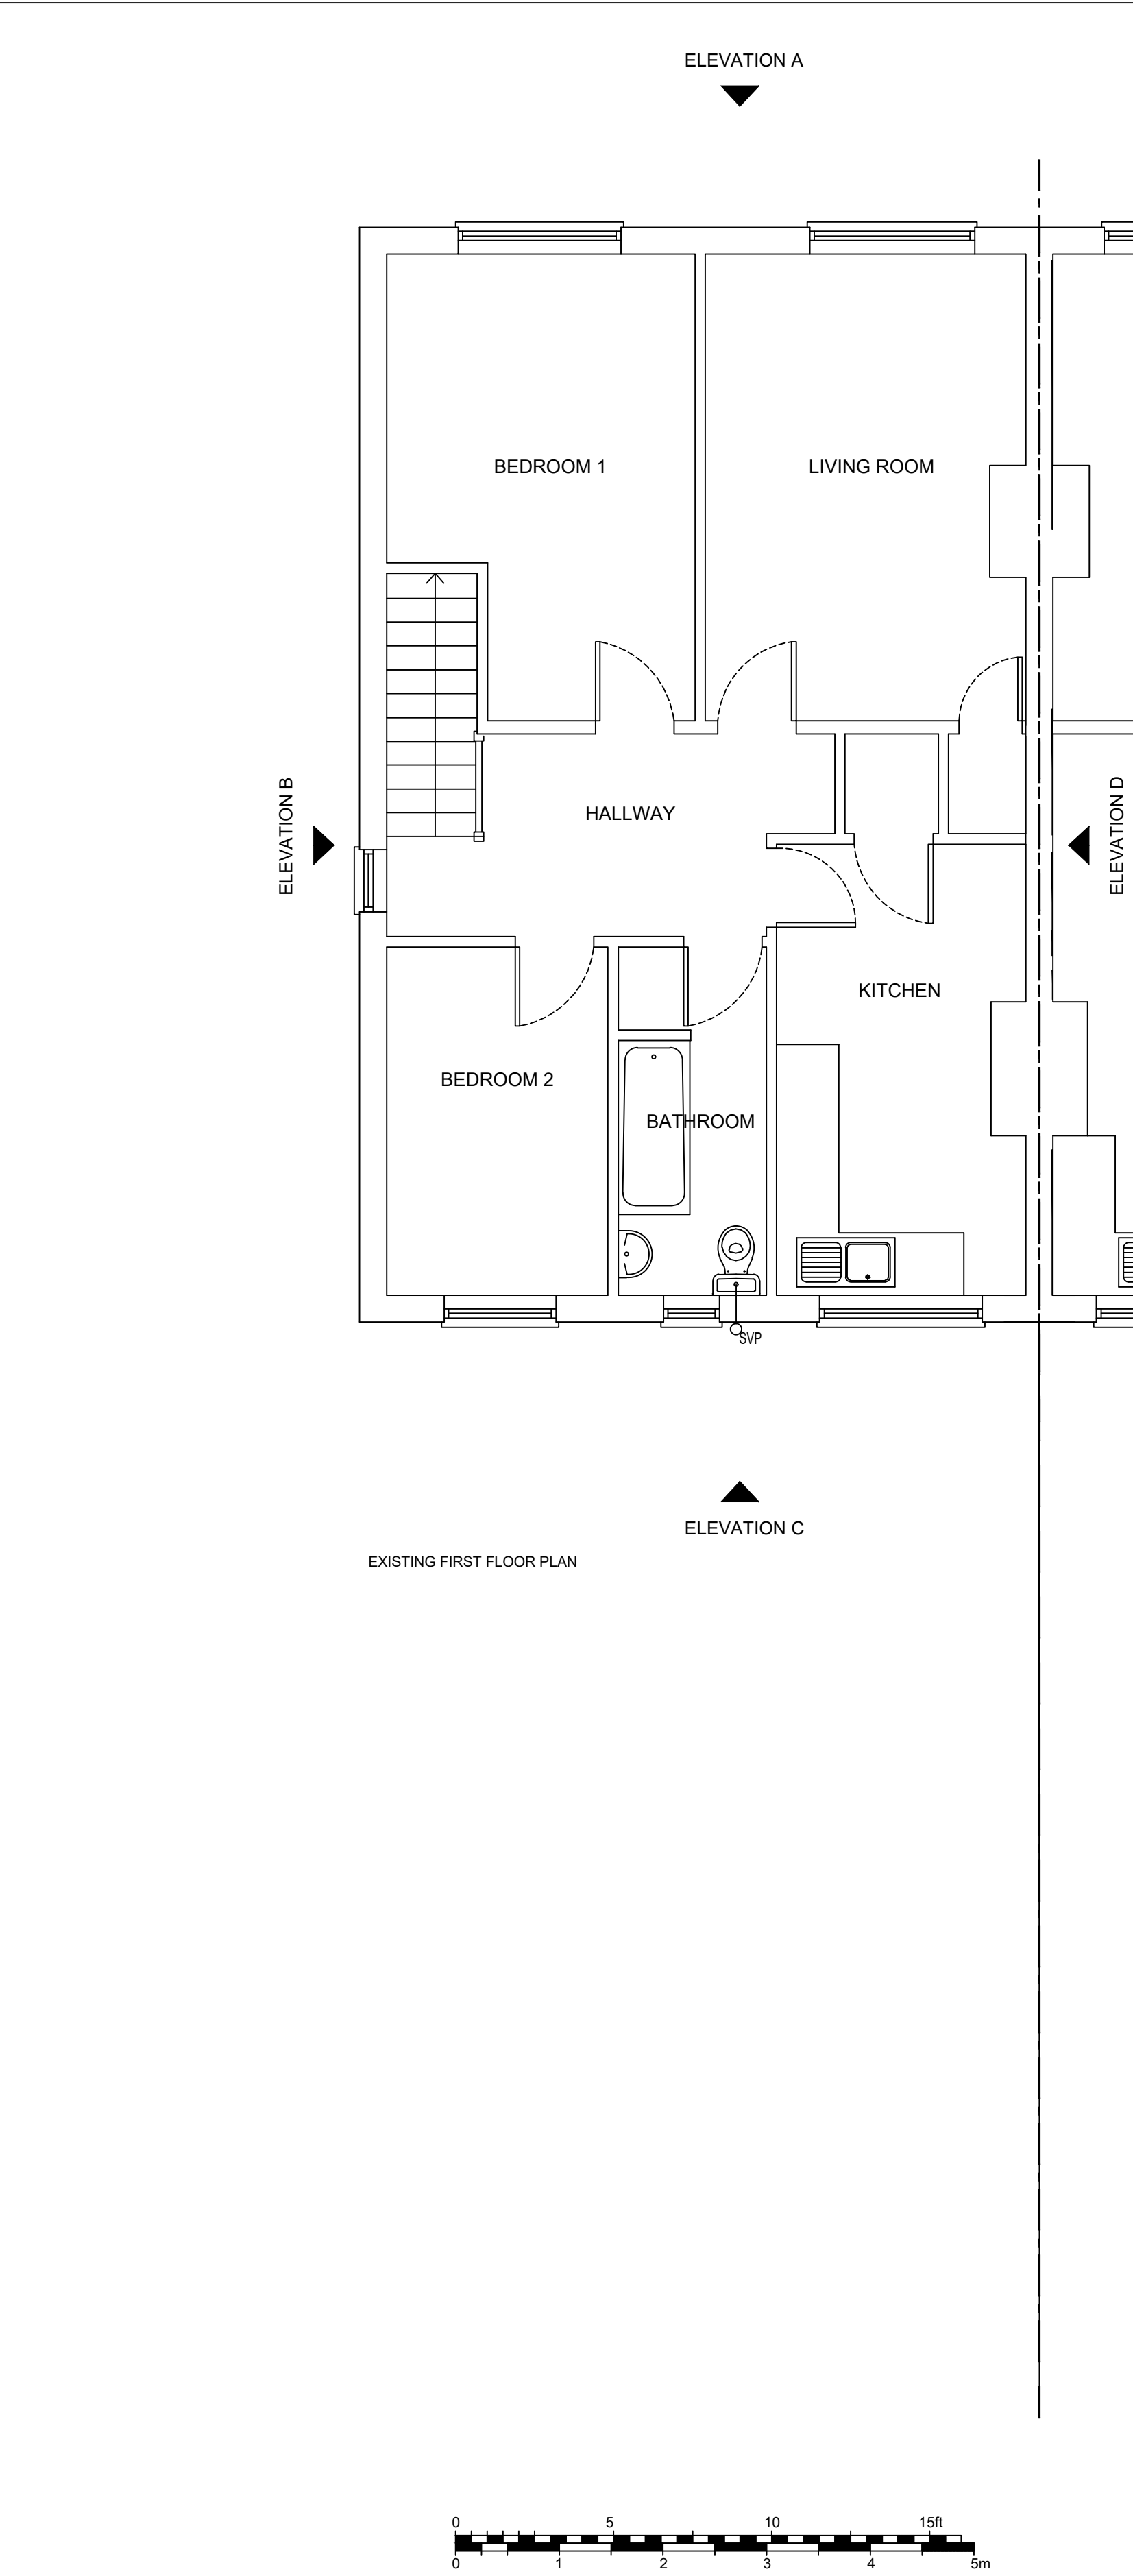 ELEVATION A
BEDROOM 1
LIVING ROOM
ELEVATION B
HALLWAY
ELEVATION D
KITCHEN
BEDROOM 2
BATHROOM
SVP
ELEVATION C
EXISTING FIRST FLOOR PLAN
0 5 10 15ft
0 1 2 3 4 5m